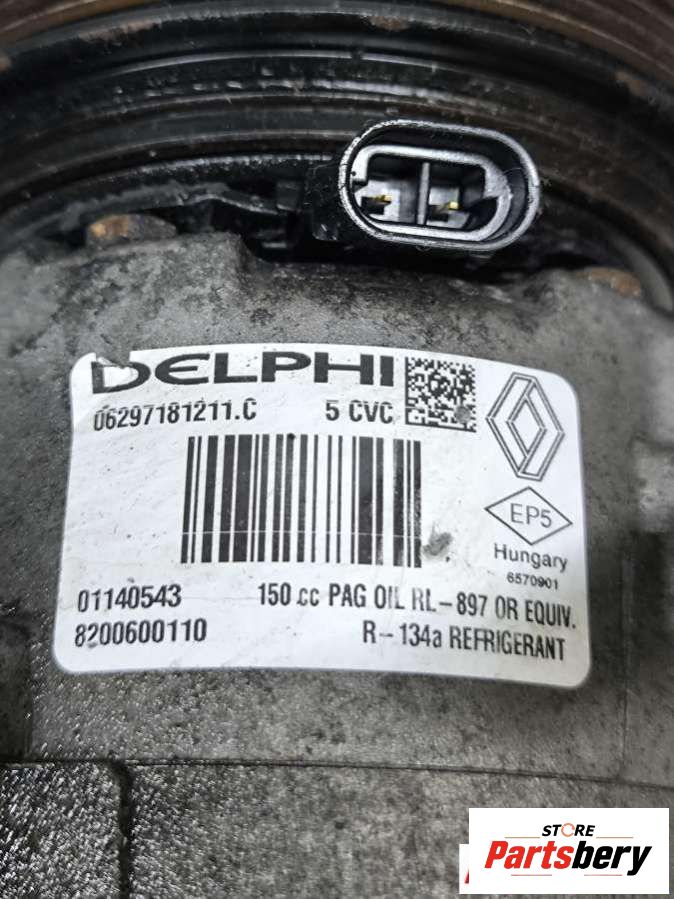 DELPHI
06297181211.C 5 CVC
EP5
Hungary
6570901
01140543 150 cc PAG OIL RL-897 OR EQUIV.
8200600110 R-134a REFRIGERANT
STORE
Partsbery